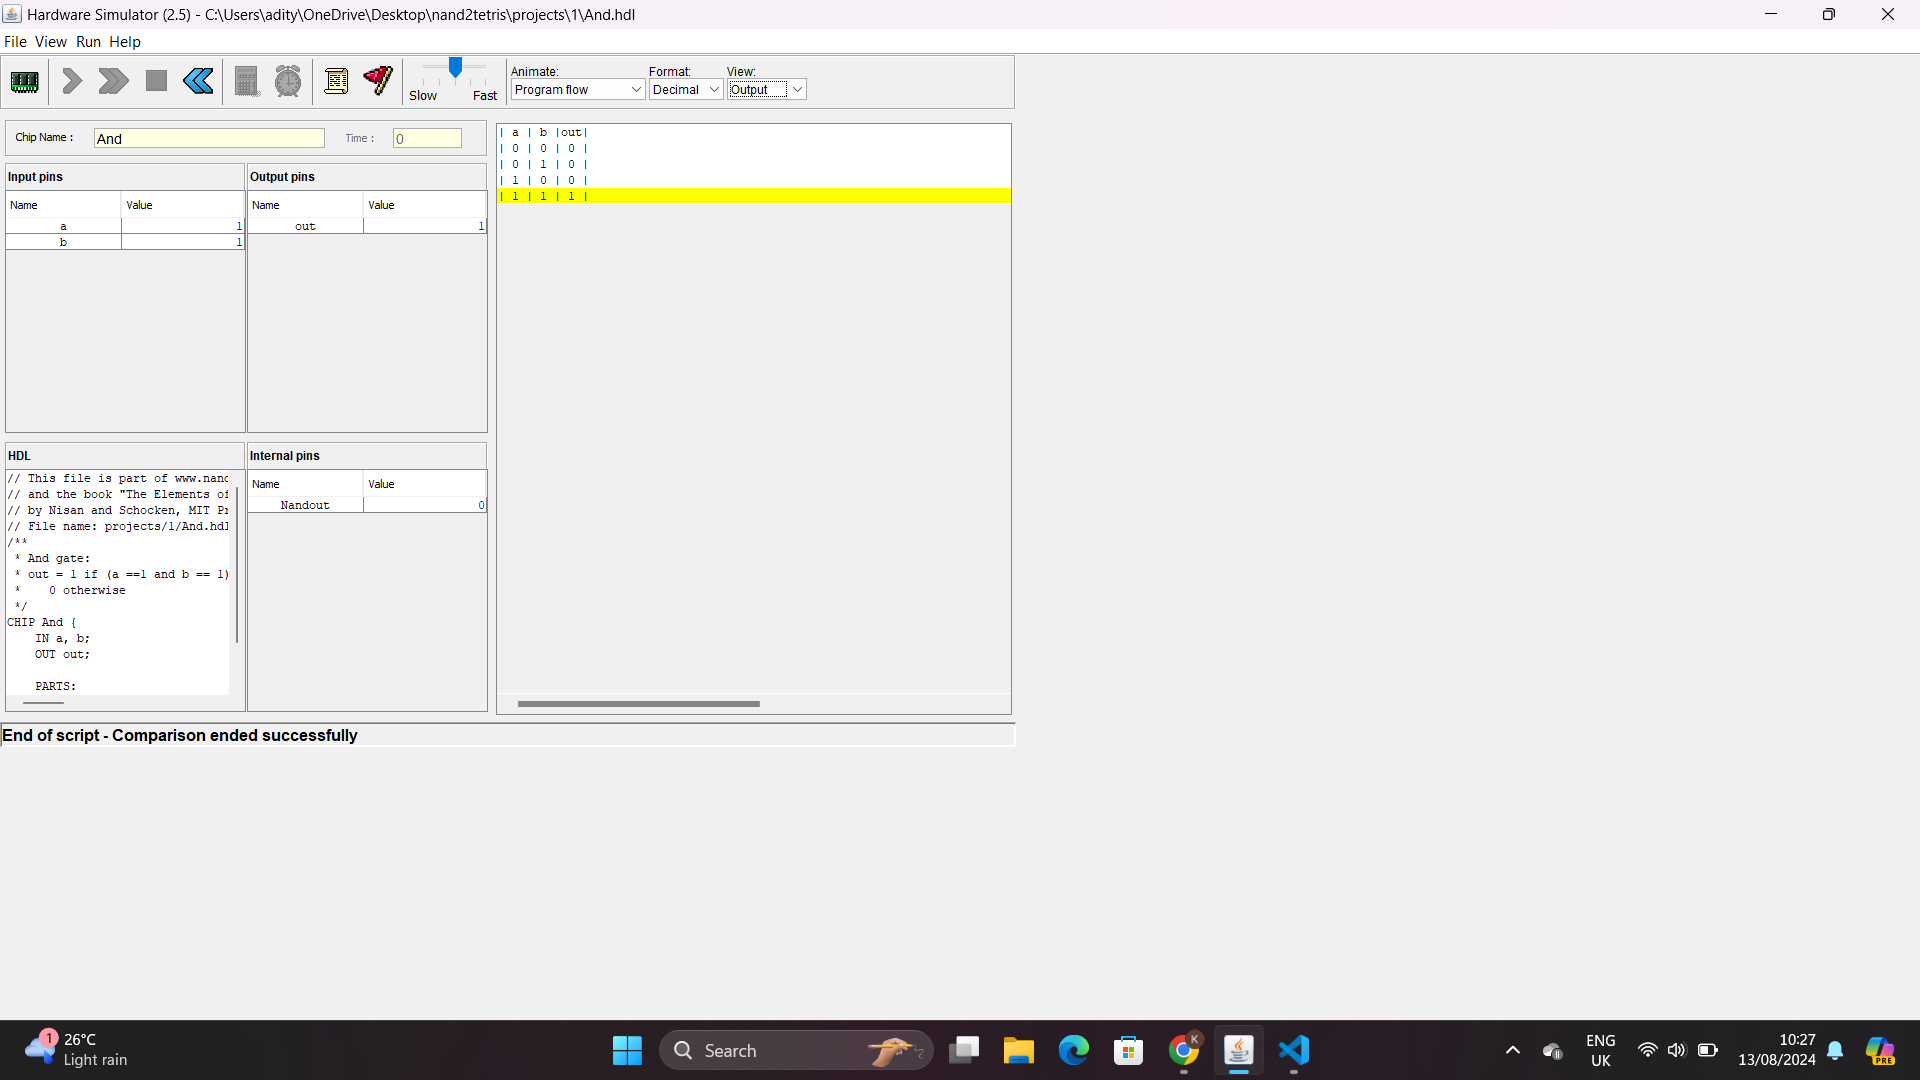 Hardware Simulator (2.5) - C:\Users\adity\OneDrive\Desktop\nand2tetris\projects\1\And.hdl
File View Run Help
Slow Fast
Animate: Format: View:
Program flow Decimal Output
Chip Name : And Time : 0
Input pins
Name Value
a 1
b 1
Output pins
Name Value
out 1
| a | b |out|
| 0 | 0 | 0 |
| 0 | 1 | 0 |
| 1 | 0 | 0 |
| 1 | 1 | 1 |
HDL
// This file is part of www.nand
// and the book "The Elements of
// by Nisan and Schocken, MIT Pr
// File name: projects/1/And.hdl
/**
* And gate:
* out = 1 if (a ==1 and b == 1)
* 0 otherwise
*/
CHIP And {
IN a, b;
OUT out;
PARTS:
Internal pins
Name Value
Nandout 0
End of script - Comparison ended successfully
1
26°C
Light rain
Search
K
ENG
UK
10:27
13/08/2024
PRE